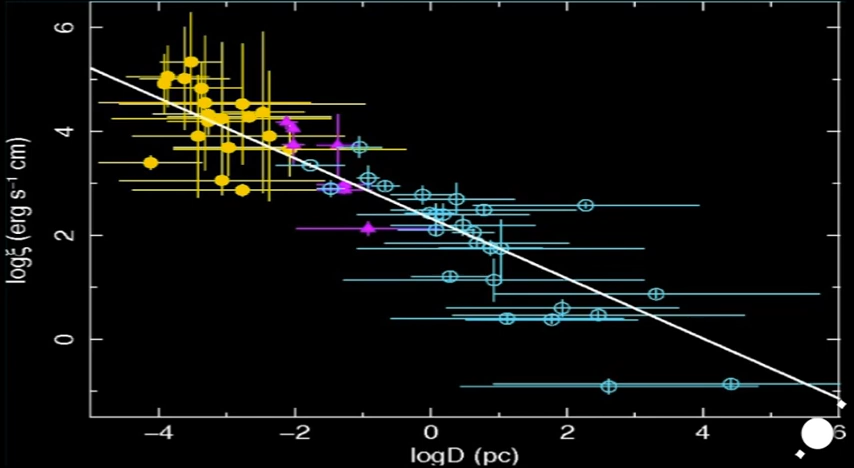 logξ (erg s⁻¹ cm)
6
4
2
0
−4 −2 0 2 4 6
logD (pc)